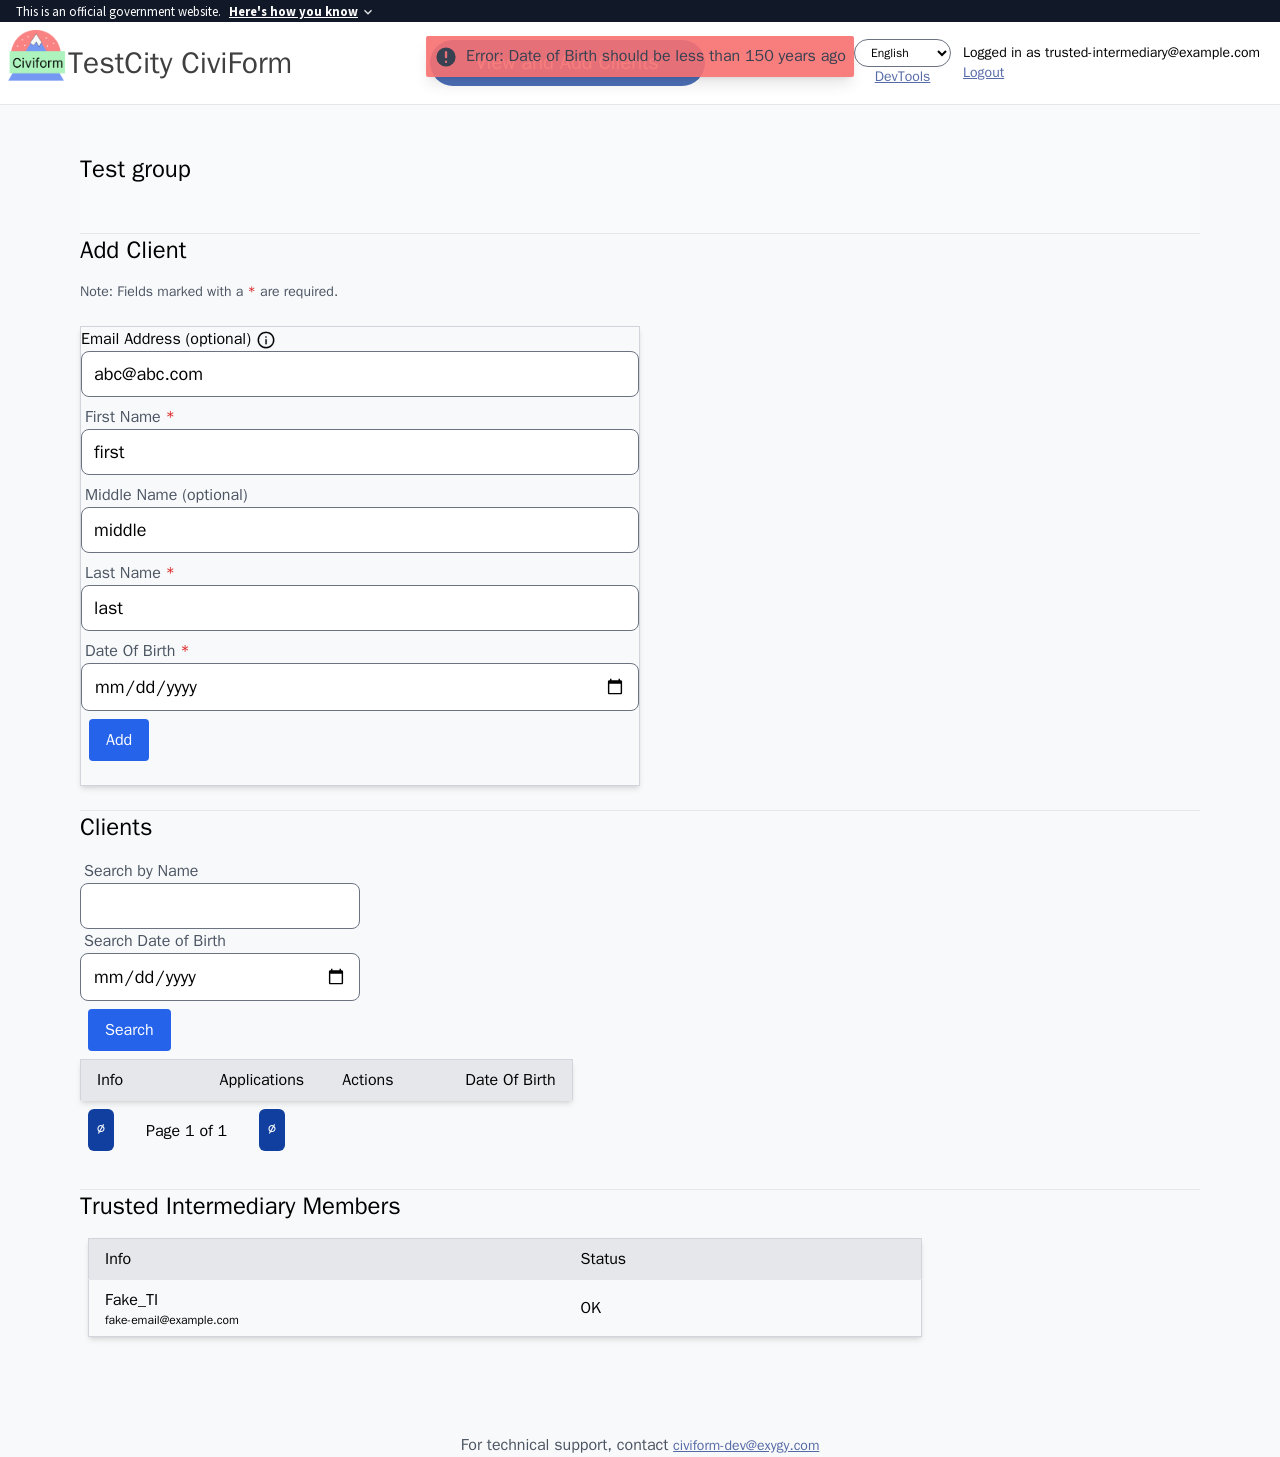 This is an official government website. Here's how you know
Civiform
TestCity CiviForm
View and Add Clients
Error: Date of Birth should be less than 150 years ago
English
DevTools
Logged in as trusted-intermediary@example.com
Logout
Test group
Add Client
Note: Fields marked with a * are required.
Email Address (optional)
abc@abc.com
First Name *
first
Middle Name (optional)
middle
Last Name *
last
Date Of Birth *
mm/dd/yyyy
Add
Clients
Search by Name
Search Date of Birth
mm/dd/yyyy
Search
Info Applications Actions Date Of Birth
∅ Page 1 of 1 ∅
Trusted Intermediary Members
Info Status
Fake_TI
fake-email@example.com
OK
For technical support, contact civiform-dev@exygy.com